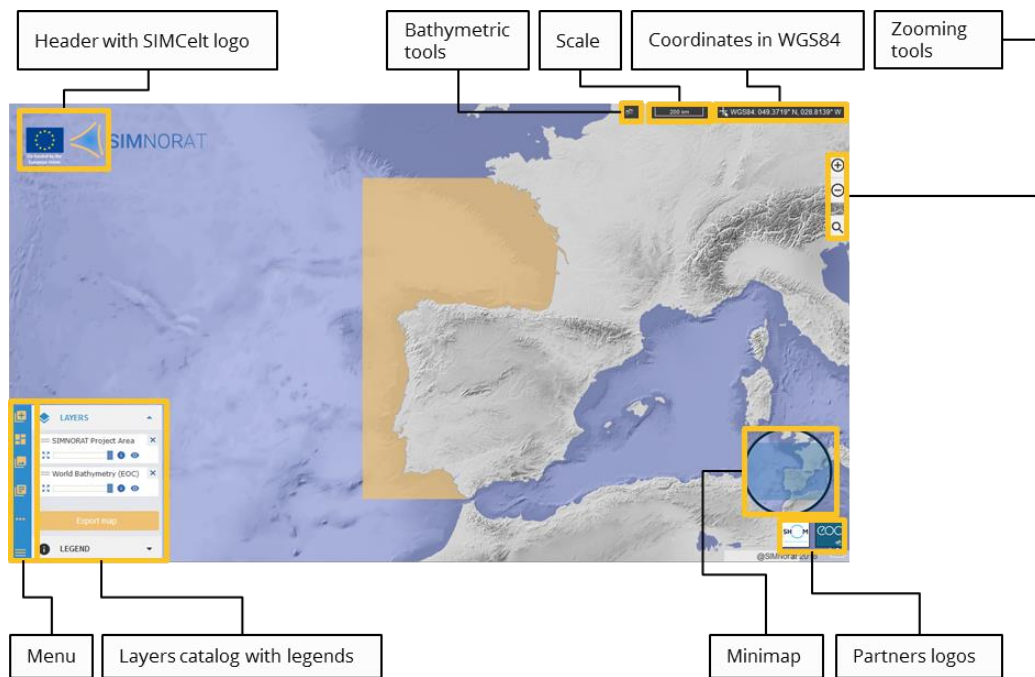 Header with SIMCelt logo
Bathymetric
tools
Scale
Coordinates in WGS84
Zooming
tools
Co-funded by the
European Union
SIMNORAT
200 km
WGS84: 049.3719° N, 028.8139° W
LAYERS
SIMNORAT Project Area
World Bathymetry (EOC)
Export map
LEGEND
SHOM
eoc
@SIMnorat 2018
Menu
Layers catalog with legends
Minimap
Partners logos